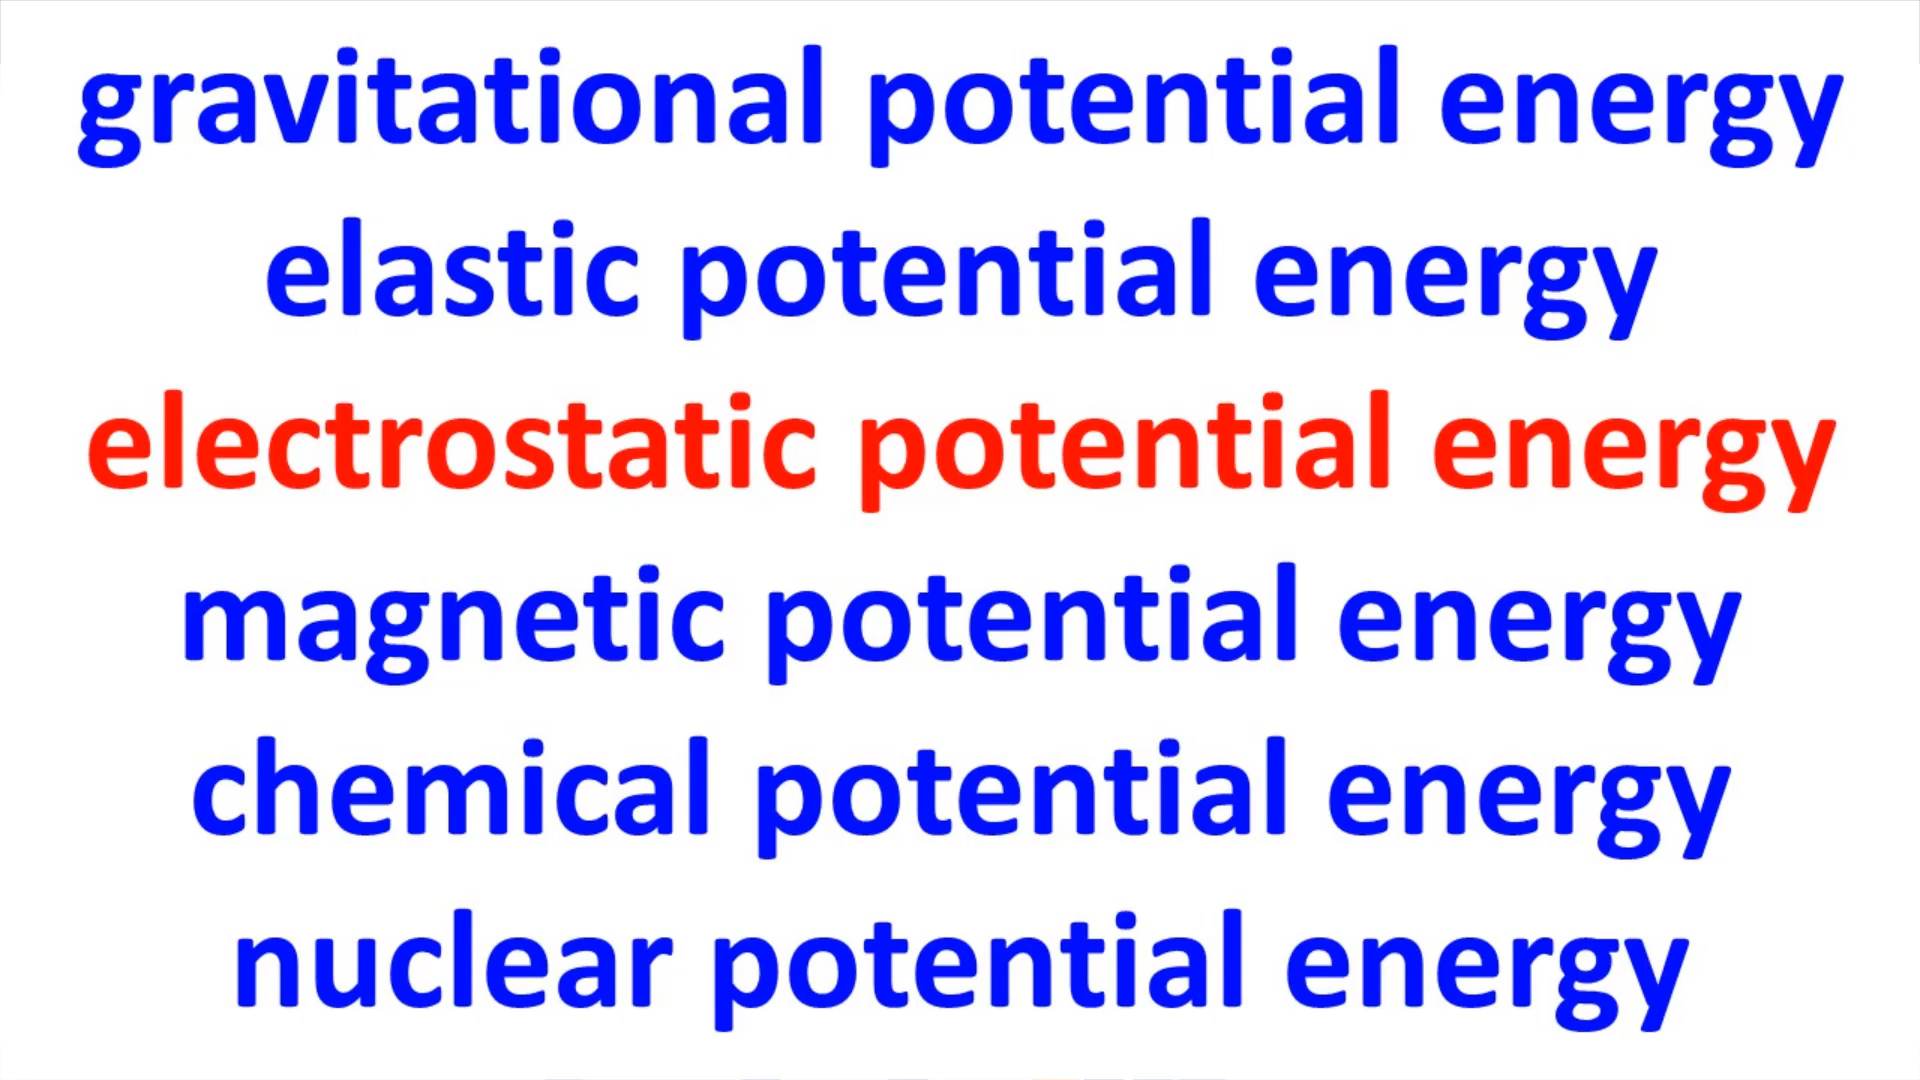 gravitational potential energy
elastic potential energy
electrostatic potential energy
magnetic potential energy
chemical potential energy
nuclear potential energy